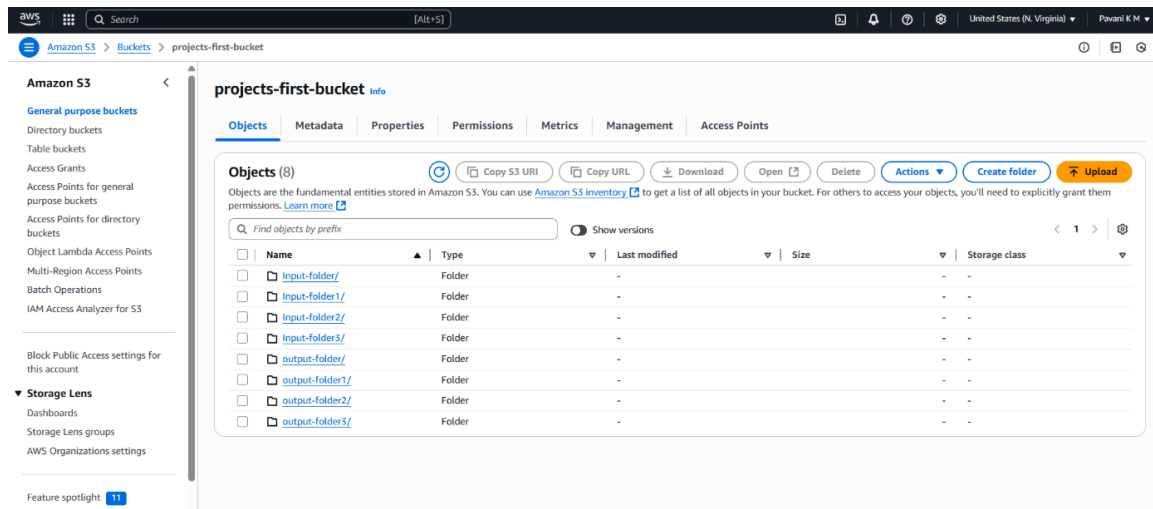 aws
Search
[Alt+S]
United States (N. Virginia)
Pavani K M
Amazon S3 > Buckets > projects-first-bucket
Amazon S3
General purpose buckets
Directory buckets
Table buckets
Access Grants
Access Points for general
purpose buckets
Access Points for directory
buckets
Object Lambda Access Points
Multi-Region Access Points
Batch Operations
IAM Access Analyzer for S3
Block Public Access settings for
this account
Storage Lens
Dashboards
Storage Lens groups
AWS Organizations settings
Feature spotlight 11
projects-first-bucket Info
Objects Metadata Properties Permissions Metrics Management Access Points
Objects (8) Copy S3 URI Copy URL Download Open Delete Actions Create folder Upload
Objects are the fundamental entities stored in Amazon S3. You can use Amazon S3 inventory to get a list of all objects in your bucket. For others to access your objects, you'll need to explicitly grant them
permissions. Learn more
Find objects by prefix Show versions < 1 >
Name Type Last modified Size Storage class
Input-folder/ Folder - - -
Input-folder1/ Folder - - -
Input-folder2/ Folder - - -
Input-folder3/ Folder - - -
output-folder/ Folder - - -
output-folder1/ Folder - - -
output-folder2/ Folder - - -
output-folder3/ Folder - - -